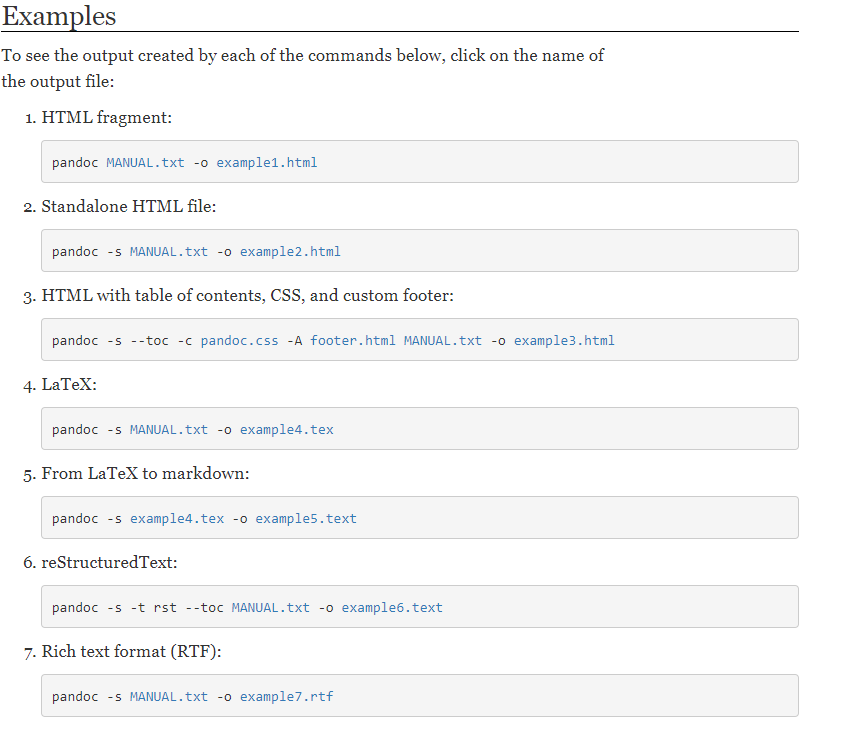 Examples
To see the output created by each of the commands below, click on the name of
the output file:
1. HTML fragment:
pandoc MANUAL.txt -o example1.html
2. Standalone HTML file:
pandoc -s MANUAL.txt -o example2.html
3. HTML with table of contents, CSS, and custom footer:
pandoc -s --toc -c pandoc.css -A footer.html MANUAL.txt -o example3.html
4. LaTeX:
pandoc -s MANUAL.txt -o example4.tex
5. From LaTeX to markdown:
pandoc -s example4.tex -o example5.text
6. reStructuredText:
pandoc -s -t rst --toc MANUAL.txt -o example6.text
7. Rich text format (RTF):
pandoc -s MANUAL.txt -o example7.rtf